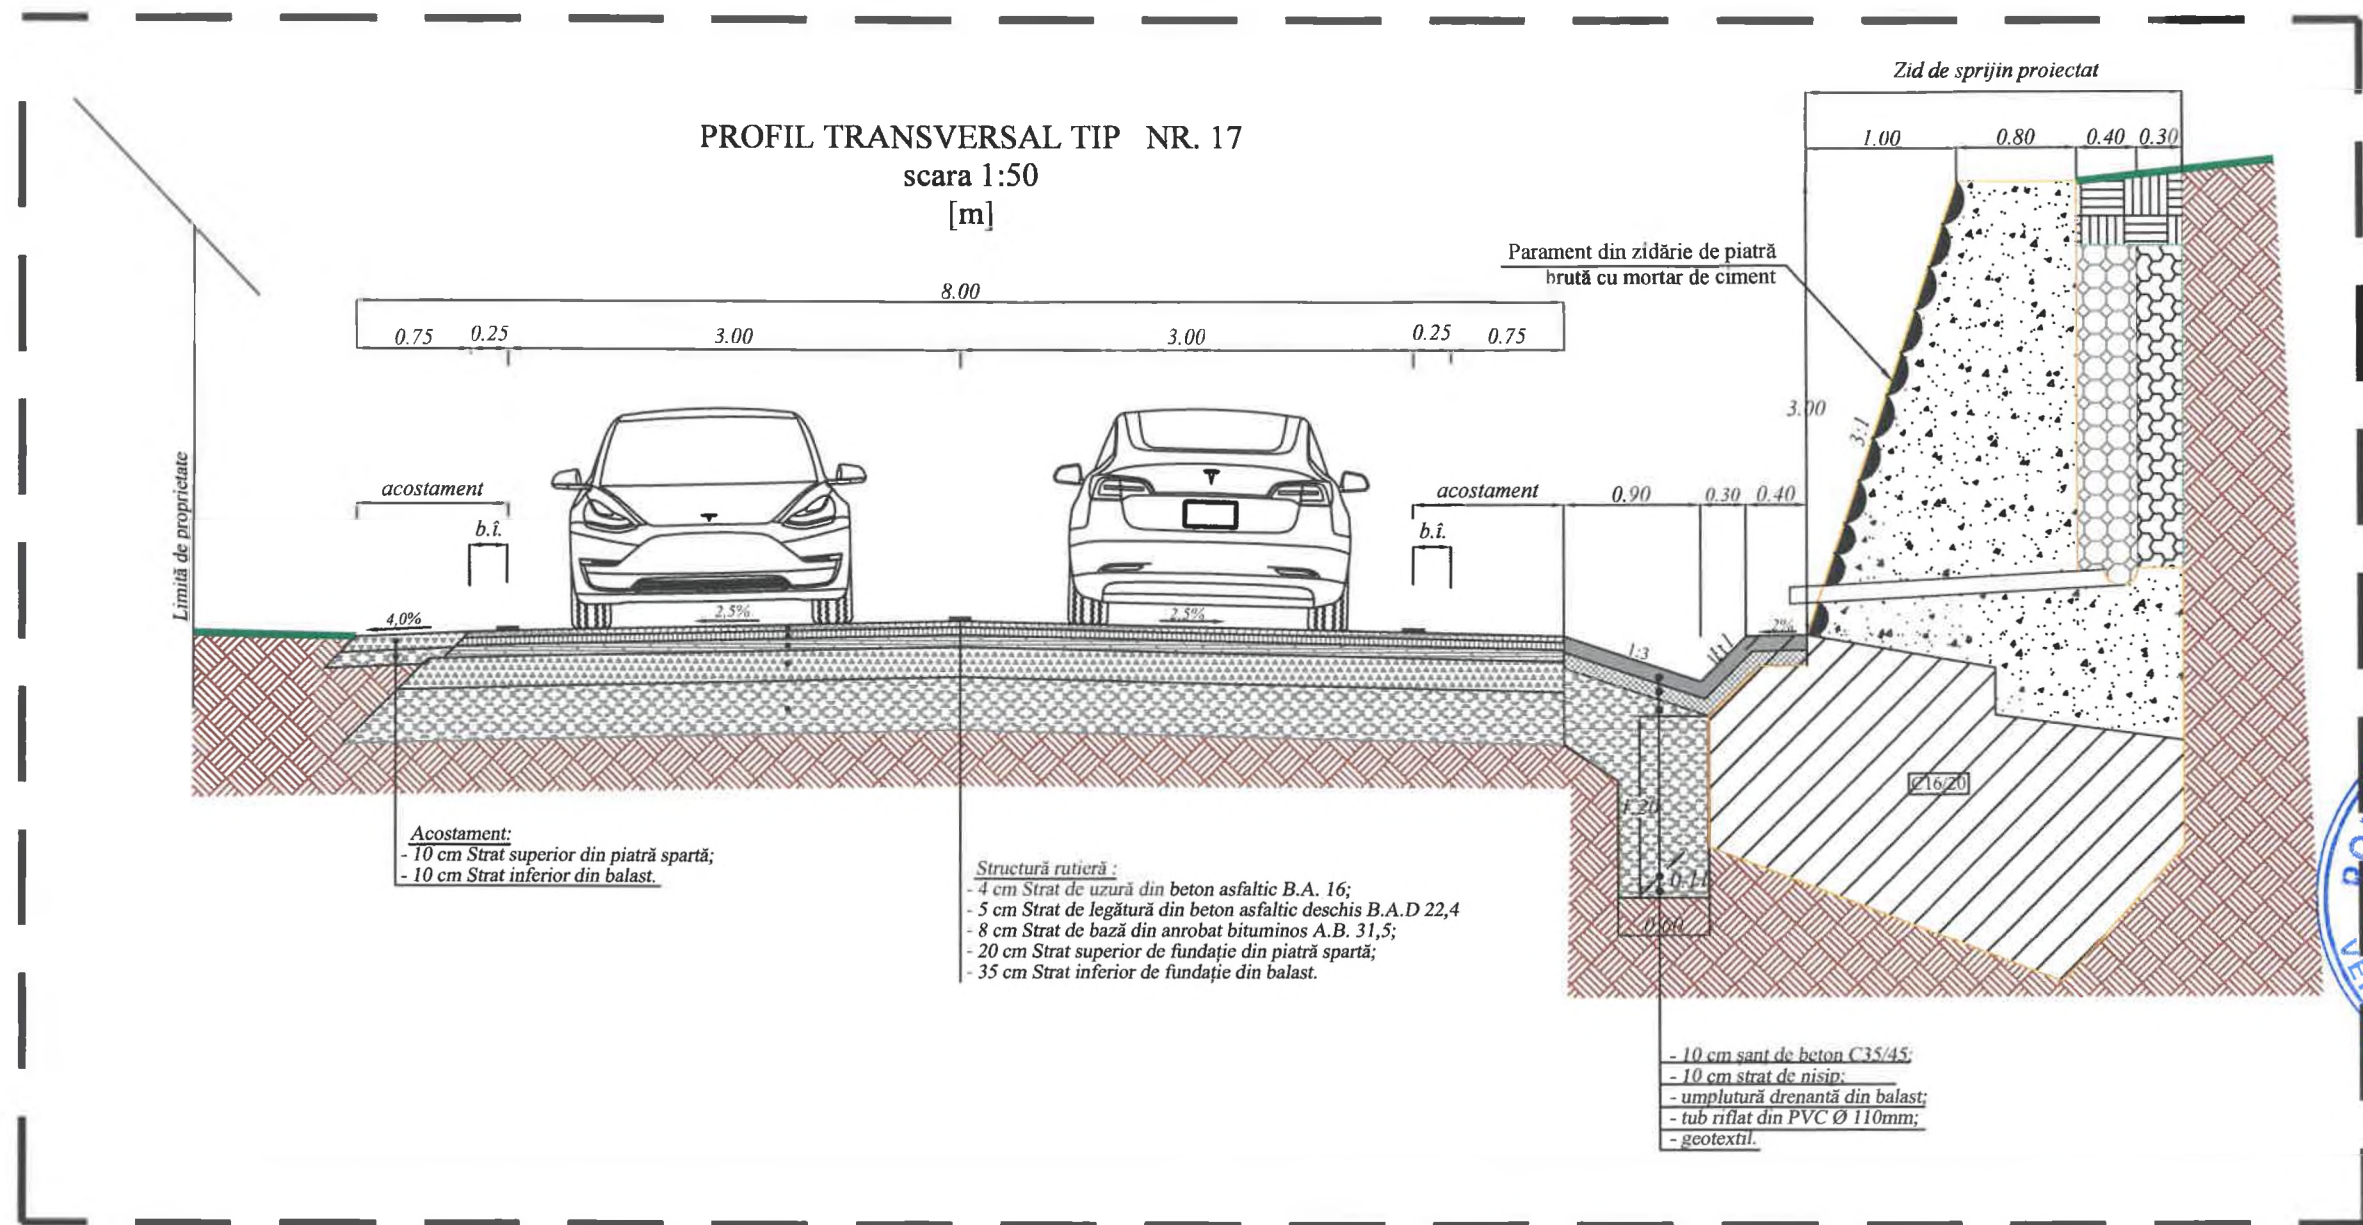 Zid de sprijin proiectat
1.00 0.80 0.40 0.30
PROFIL TRANSVERSAL TIP NR. 17
scara 1:50
[m]
Parament din zidărie de piatră
brută cu mortar de ciment
8.00
0.75 0.25 3.00 3.00 0.25 0.75
3.00
3:1
Limită de proprietate
acostament
b.î.
acostament
b.î.
0.90 0.30 0.40
4,0%
2,5%
2,5%
1:3
1:1
2%
C16/20
1.20
0.11
0.60
Acostament:
- 10 cm Strat superior din piatră spartă;
- 10 cm Strat inferior din balast.
Structură rutieră :
- 4 cm Strat de uzură din beton asfaltic B.A. 16;
- 5 cm Strat de legătură din beton asfaltic deschis B.A.D 22,4
- 8 cm Strat de bază din anrobat bituminos A.B. 31,5;
- 20 cm Strat superior de fundație din piatră spartă;
- 35 cm Strat inferior de fundație din balast.
- 10 cm șanț de beton C35/45;
- 10 cm strat de nisip;
- umplutură drenantă din balast;
- tub riflat din PVC Ø 110mm;
- geotextil.